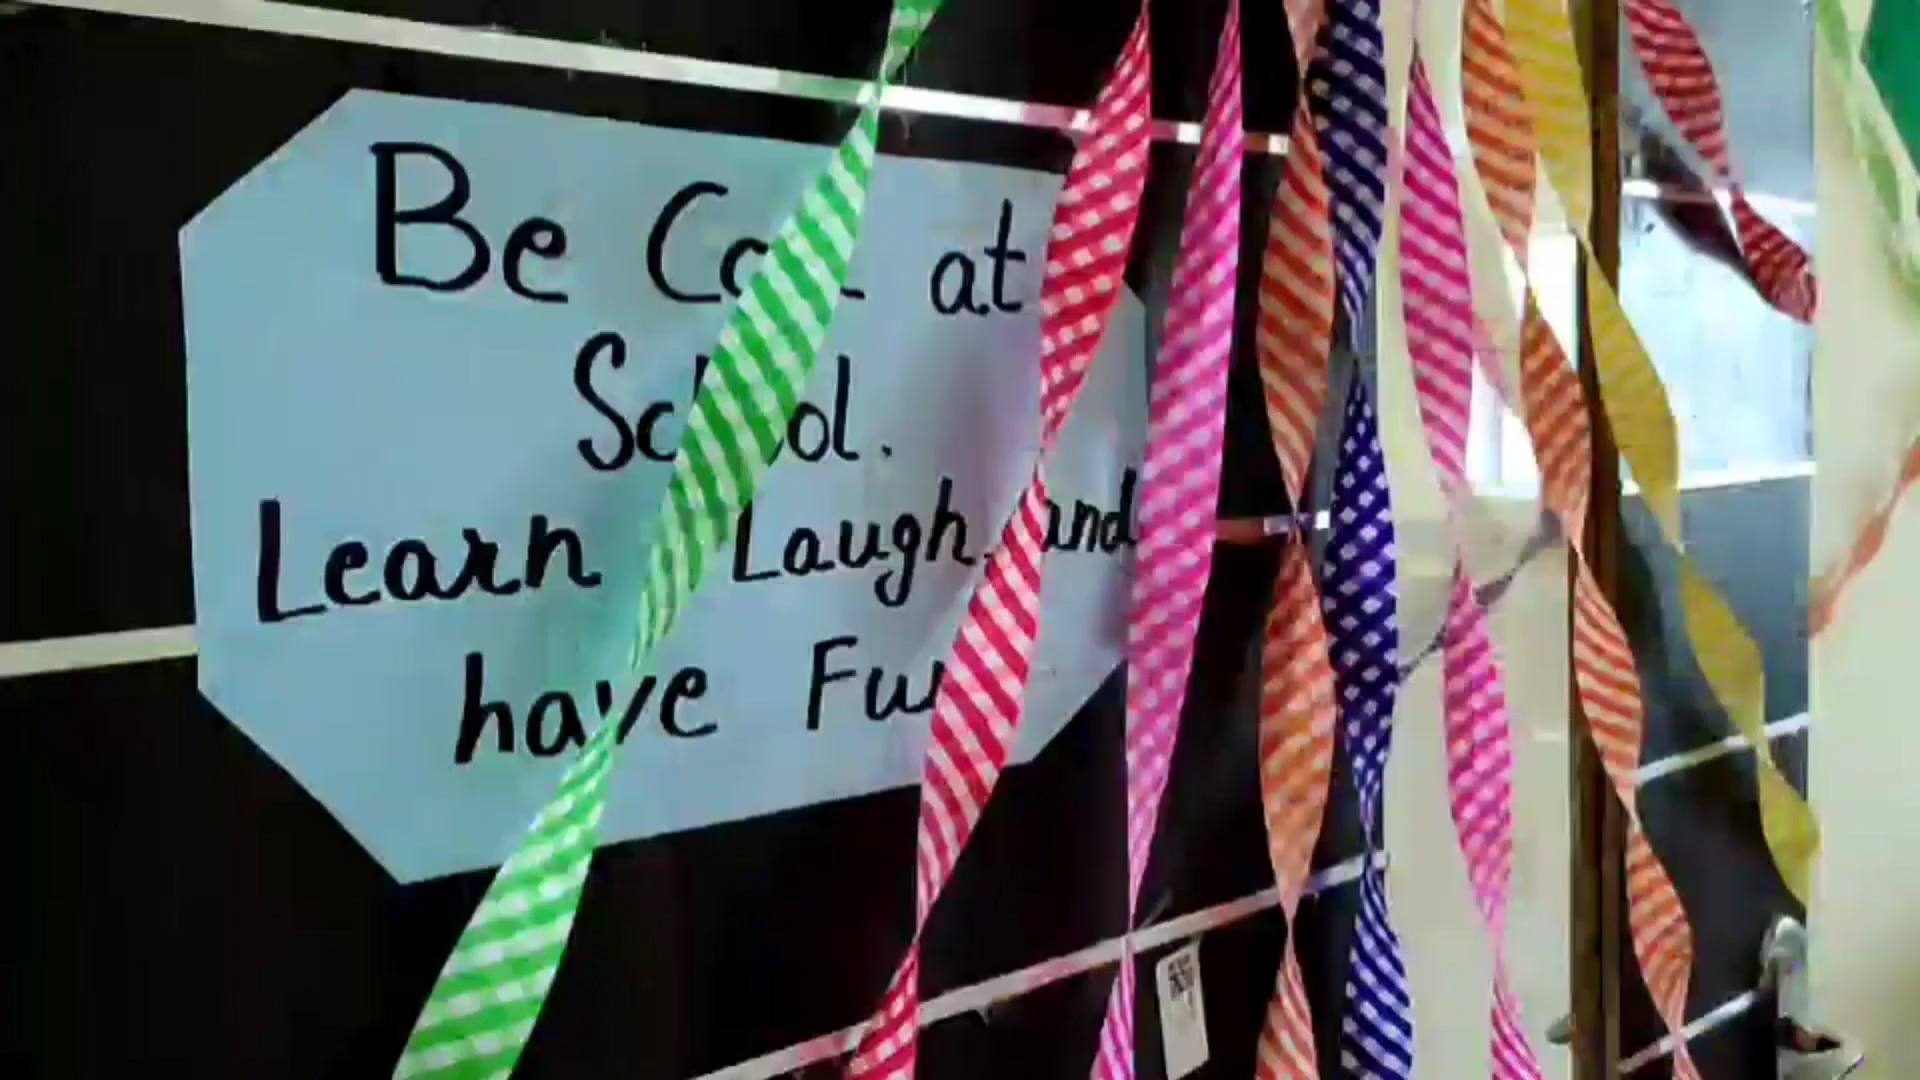 Be Cool at
School.
Learn Laugh and
have Fun